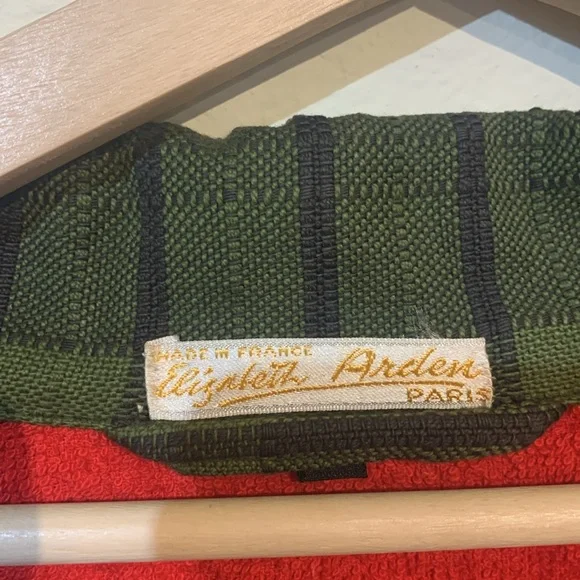 MADE IN FRANCE
Elizabeth Arden
PARIS